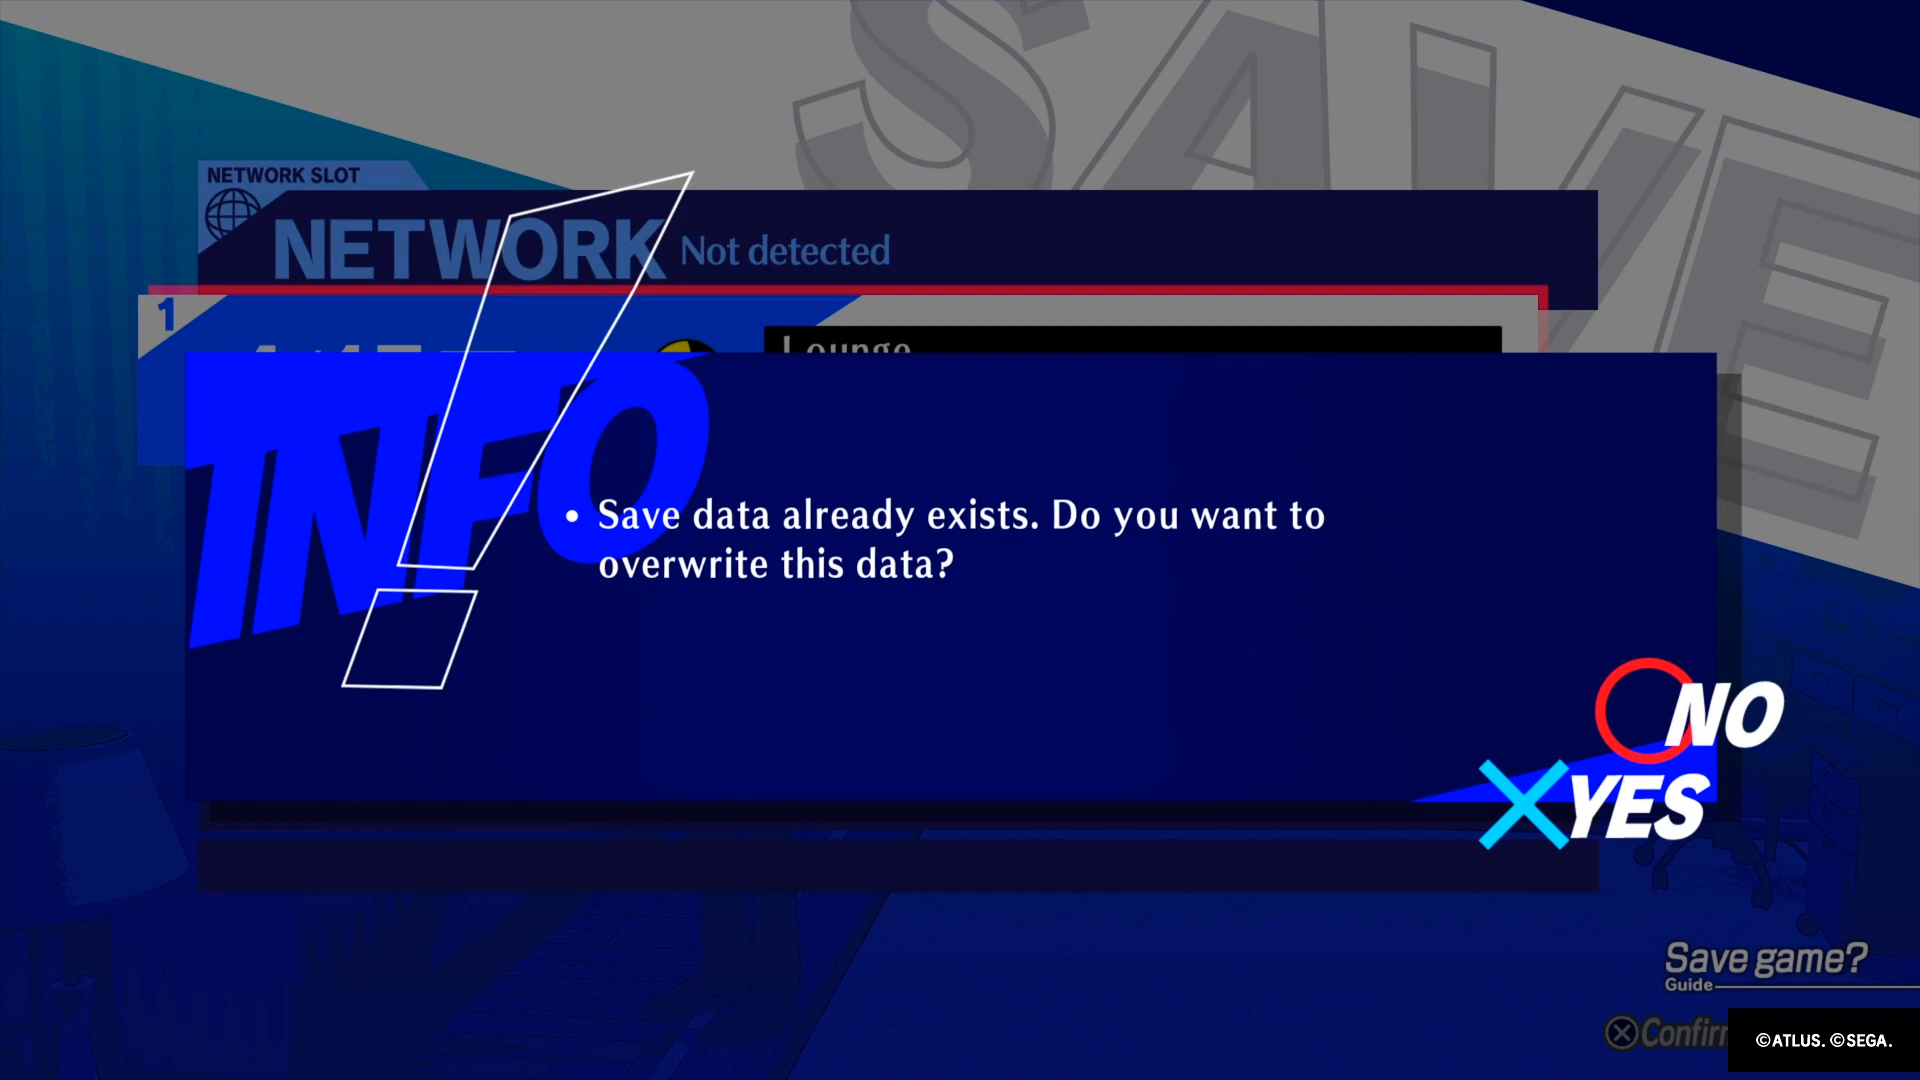 SAVE
NETWORK SLOT
NETWORK Not detected
1
Lounge
INFO
• Save data already exists. Do you want to
overwrite this data?
NO
YES
Save game?
Guide
©ATLUS. ©SEGA.